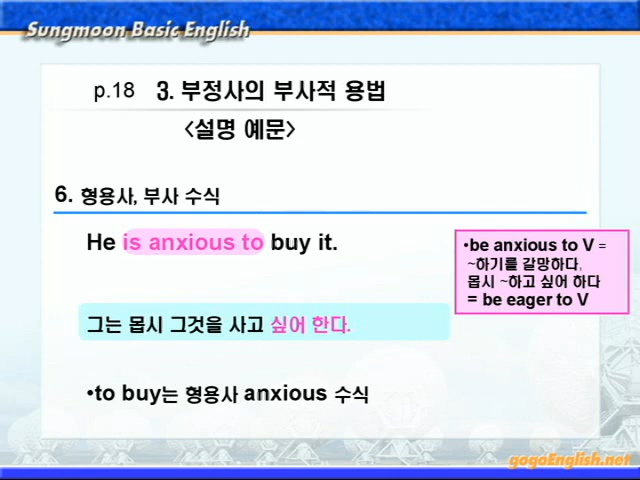 Sungmoon Basic English
p.18 3. 부정사의 부사적 용법
<설명 예문>
6. 형용사, 부사 수식
He is anxious to buy it.
•be anxious to V =
~하기를 갈망하다,
몹시 ~하고 싶어 하다
= be eager to V
그는 몹시 그것을 사고 싶어 한다.
•to buy는 형용사 anxious 수식
gogoEnglish.net